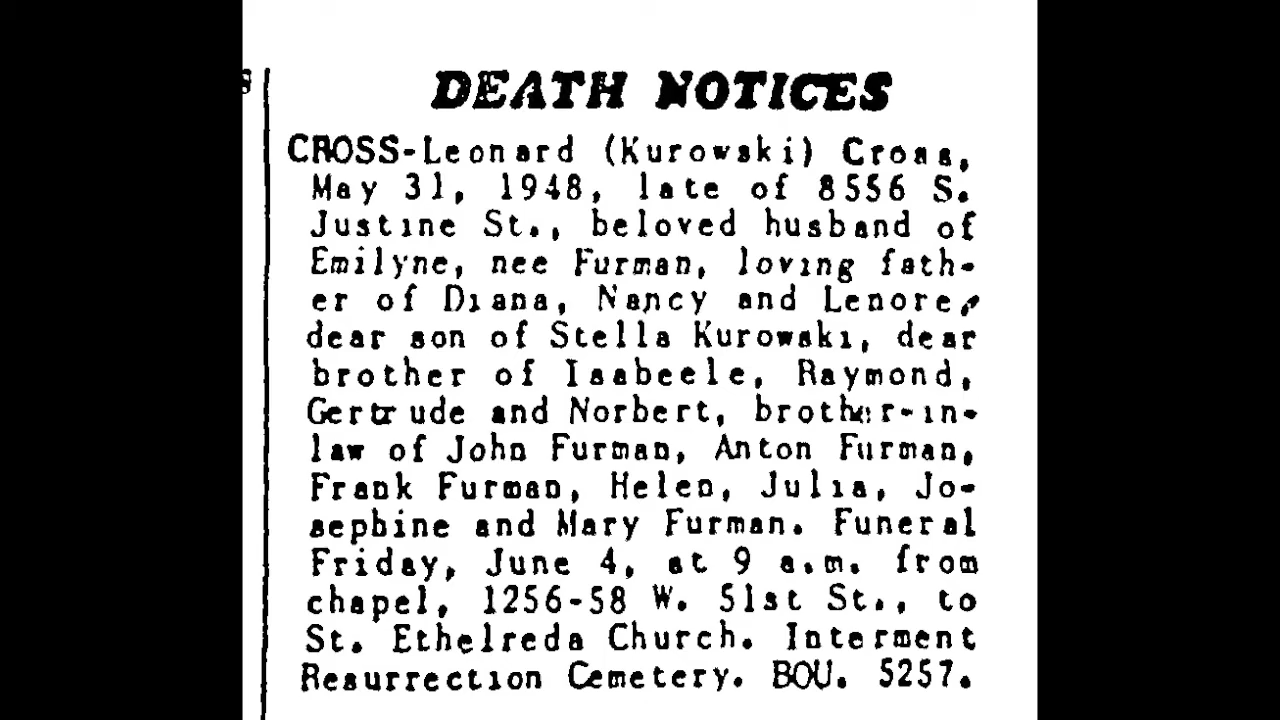 DEATH NOTICES
CROSS-Leonard (Kurowski) Cross,
May 31, 1948, late of 8556 S.
Justine St., beloved husband of
Emilyne, nee Furman, loving fath-
er of Diana, Nancy and Lenore,
dear son of Stella Kurowski, dear
brother of Isabeele, Raymond,
Gertrude and Norbert, brother-in-
law of John Furman, Anton Furman,
Frank Furman, Helen, Julia, Jo-
sephine and Mary Furman. Funeral
Friday, June 4, at 9 a.m. from
chapel, 1256-58 W. 51st St., to
St. Ethelreda Church. Interment
Resurrection Cemetery. BOU. 5257.